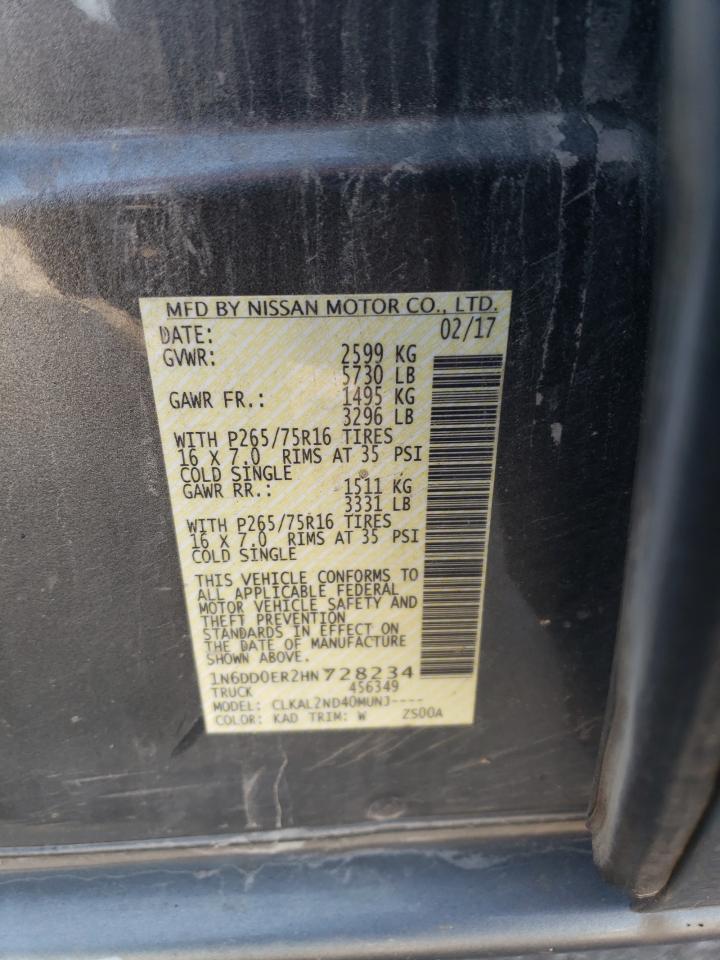 MFD BY NISSAN MOTOR CO., LTD.
DATE: 02/17
GVWR: 2599 KG
5730 LB
GAWR FR.: 1495 KG
3296 LB
WITH P265/75R16 TIRES
16 X 7.0 RIMS AT 35 PSI
COLD SINGLE
GAWR RR.: 1511 KG
3331 LB
WITH P265/75R16 TIRES
16 X 7.0 RIMS AT 35 PSI
COLD SINGLE
THIS VEHICLE CONFORMS TO
ALL APPLICABLE FEDERAL
MOTOR VEHICLE SAFETY AND
THEFT PREVENTION
STANDARDS IN EFFECT ON
THE DATE OF MANUFACTURE
SHOWN ABOVE.
1N6DD0ER2HN728234
TRUCK 456349
MODEL: CLKAL2ND40MUNJ----
COLOR: KAD TRIM: W ZS00A